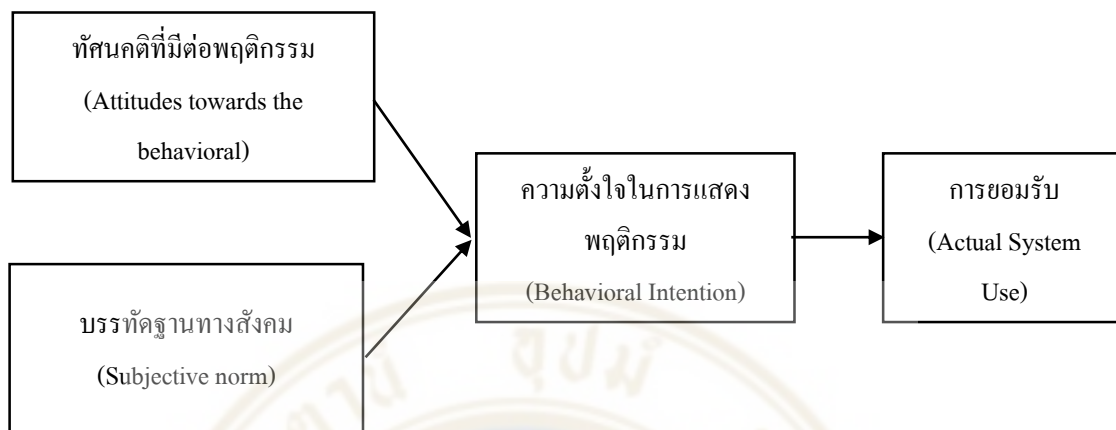 ทัศนคติที่มีต่อพฤติกรรม
(Attitudes towards the
behavioral)
บรรทัดฐานทางสังคม
(Subjective norm)
ความตั้งใจในการแสดง
พฤติกรรม
(Behavioral Intention)
การยอมรับ
(Actual System
Use)